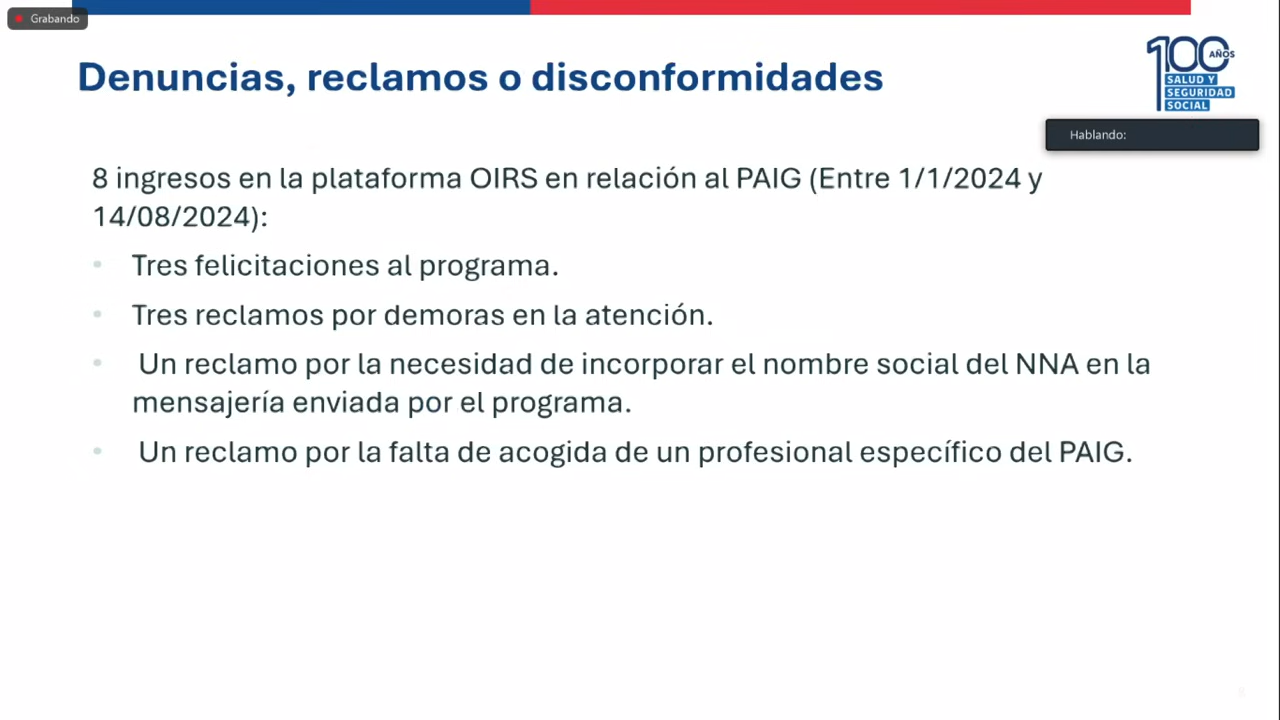 Grabando
Denuncias, reclamos o disconformidades
100 AÑOS
SALUD Y
SEGURIDAD
SOCIAL
Hablando:
8 ingresos en la plataforma OIRS en relación al PAIG (Entre 1/1/2024 y
14/08/2024):
• Tres felicitaciones al programa.
• Tres reclamos por demoras en la atención.
• Un reclamo por la necesidad de incorporar el nombre social del NNA en la
mensajería enviada por el programa.
• Un reclamo por la falta de acogida de un profesional específico del PAIG.